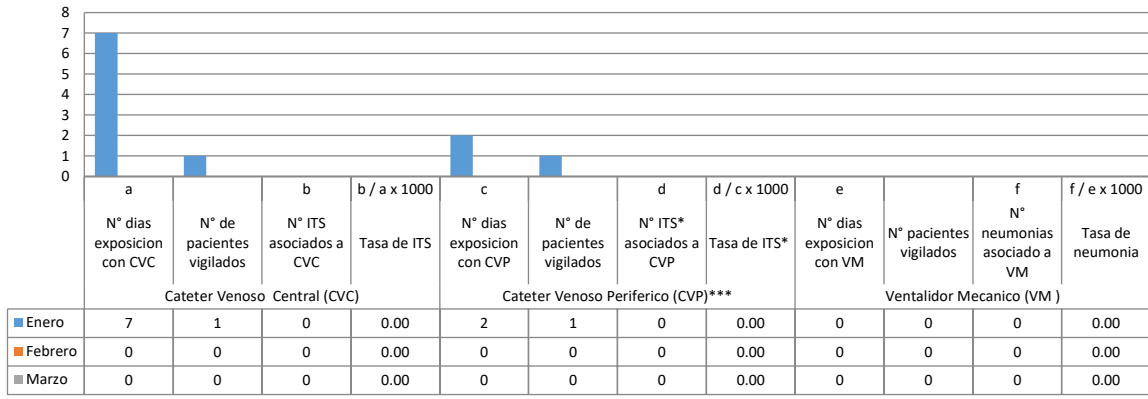 8
7
6
5
4
3
2
1
0
a b b / a x 1000 c d d / c x 1000 e f f / e x 1000
N° dias exposicion con CVC N° de pacientes vigilados N° ITS asociados a CVC Tasa de ITS N° dias exposicion con CVP N° de pacientes vigilados N° ITS* asociados a CVP Tasa de ITS* N° dias exposicion con VM N° pacientes vigilados N° neumonias asociado a VM Tasa de neumonia
Cateter Venoso Central (CVC) Cateter Venoso Periferico (CVP)*** Ventalidor Mecanico (VM )
Enero 7 1 0 0.00 2 1 0 0.00 0 0 0 0.00
Febrero 0 0 0 0.00 0 0 0 0.00 0 0 0 0.00
Marzo 0 0 0 0.00 0 0 0 0.00 0 0 0 0.00